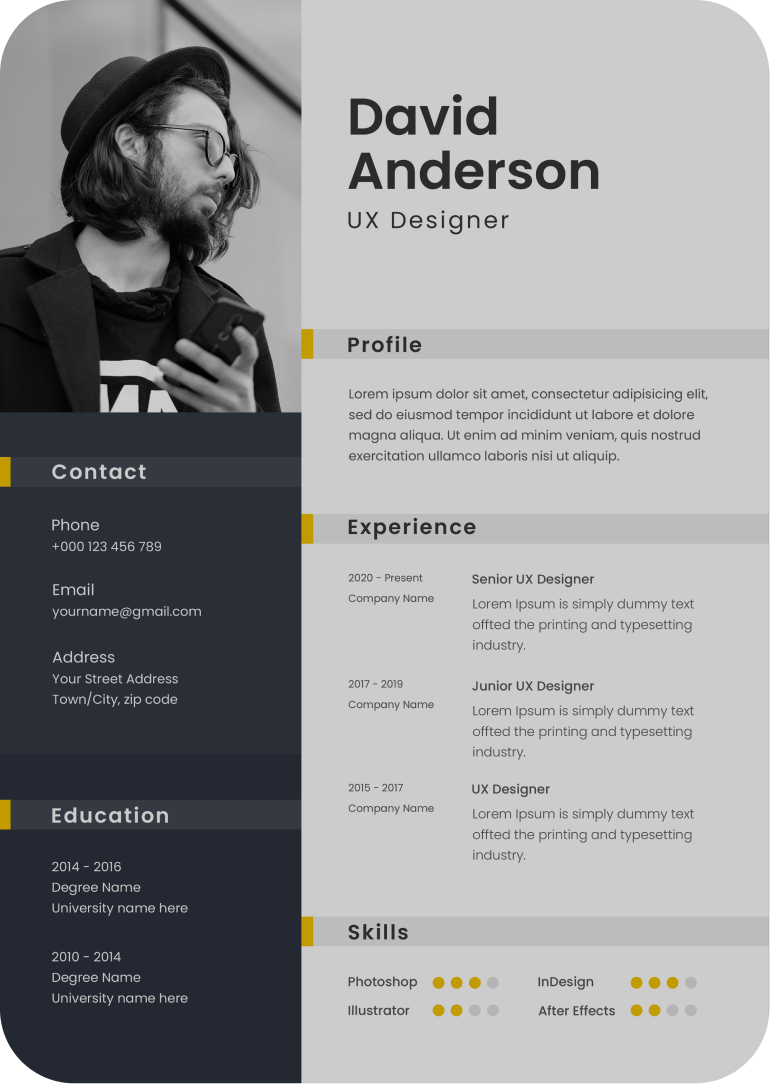 David
Anderson
UX Designer
Contact
Phone
+000 123 456 789
Email
yourname@gmail.com
Address
Your Street Address
Town/City, zip code
Education
2014 - 2016
Degree Name
University name here
2010 - 2014
Degree Name
University name here
Profile
Lorem ipsum dolor sit amet, consectetur adipisicing elit,
sed do eiusmod tempor incididunt ut labore et dolore
magna aliqua. Ut enim ad minim veniam, quis nostrud
exercitation ullamco laboris nisi ut aliquip.
Experience
2020 - Present
Company Name
Senior UX Designer
Lorem Ipsum is simply dummy text
offted the printing and typesetting
industry.
2017 - 2019
Company Name
Junior UX Designer
Lorem Ipsum is simply dummy text
offted the printing and typesetting
industry.
2015 - 2017
Company Name
UX Designer
Lorem Ipsum is simply dummy text
offted the printing and typesetting
industry.
Skills
Photoshop
InDesign
Illustrator
After Effects